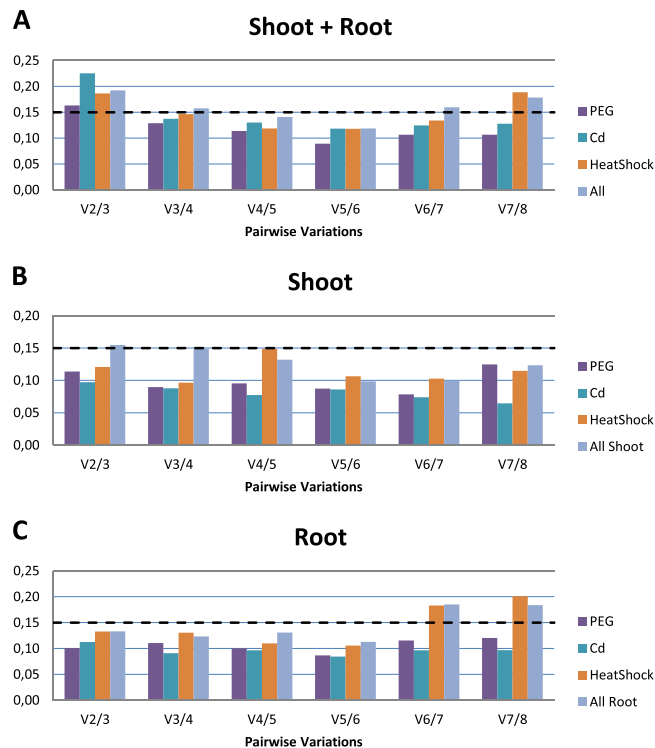 A
Shoot + Root
0,25
0,20
0,15
0,10
0,05
0,00
V2/3 V3/4 V4/5 V5/6 V6/7 V7/8
Pairwise Variations
PEG
Cd
HeatShock
All
B
Shoot
0,20
0,15
0,10
0,05
0,00
V2/3 V3/4 V4/5 V5/6 V6/7 V7/8
Pairwise Variations
PEG
Cd
HeatShock
All Shoot
C
Root
0,25
0,20
0,15
0,10
0,05
0,00
V2/3 V3/4 V4/5 V5/6 V6/7 V7/8
Pairwise Variations
PEG
Cd
HeatShock
All Root